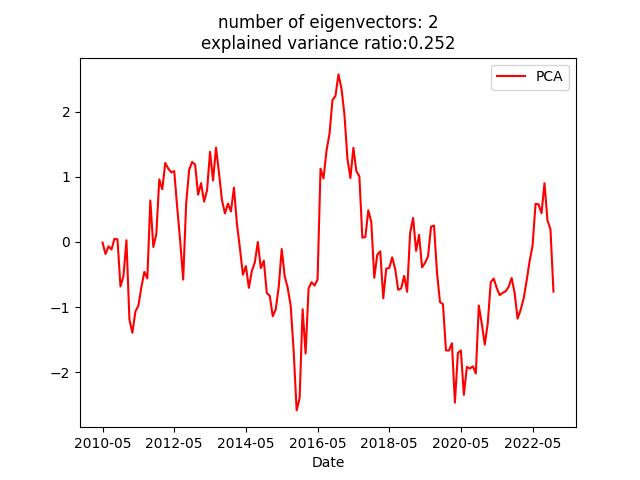 number of eigenvectors: 2
explained variance ratio:0.252
PCA
2
1
0
−1
−2
2010-05 2012-05 2014-05 2016-05 2018-05 2020-05 2022-05
Date